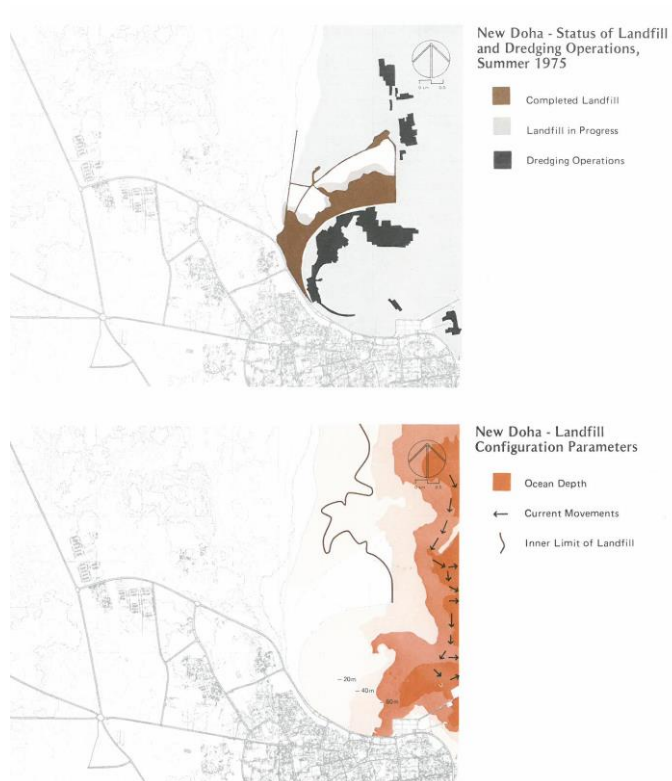 New Doha - Status of Landfill
and Dredging Operations,
Summer 1975
Completed Landfill
Landfill in Progress
Dredging Operations
New Doha - Landfill
Configuration Parameters
Ocean Depth
Current Movements
Inner Limit of Landfill
-20m
-40m